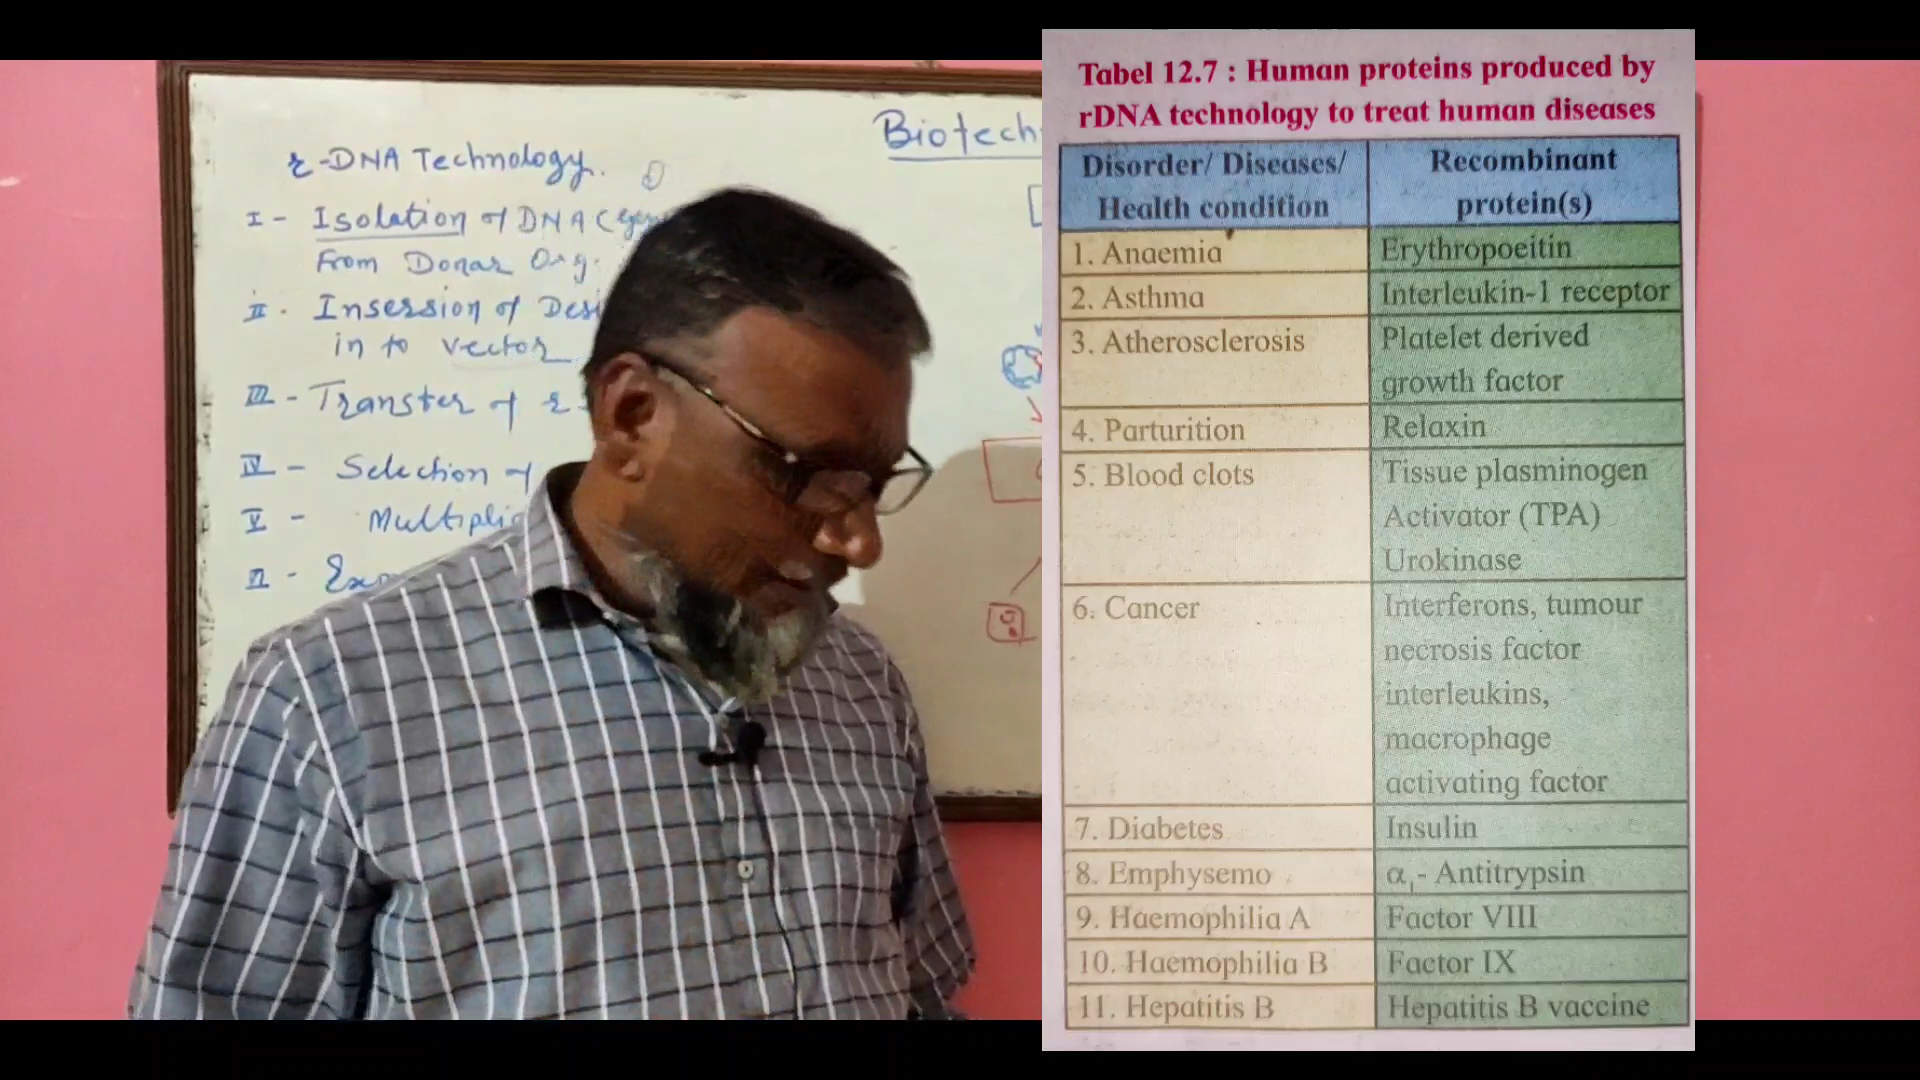 r-DNA Technology.
I - Isolation of DNA (gen
From Donar Org.
II - Insession of Desi
in to vector
III - Transfer of r-
IV - Selection of
V - Multiplic
Biotech
Tabel 12.7 : Human proteins produced by
rDNA technology to treat human diseases
Disorder/ Diseases/
Health condition
Recombinant
protein(s)
1. Anaemia
Erythropoeitin
2. Asthma
Interleukin-1 receptor
3. Atherosclerosis
Platelet derived
growth factor
4. Parturition
Relaxin
5. Blood clots
Tissue plasminogen
Activator (TPA)
Urokinase
6. Cancer
Interferons, tumour
necrosis factor
interleukins,
macrophage
activating factor
7. Diabetes
Insulin
8. Emphysemo
α₁- Antitrypsin
9. Haemophilia A
Factor VIII
10. Haemophilia B
Factor IX
11. Hepatitis B
Hepatitis B vaccine